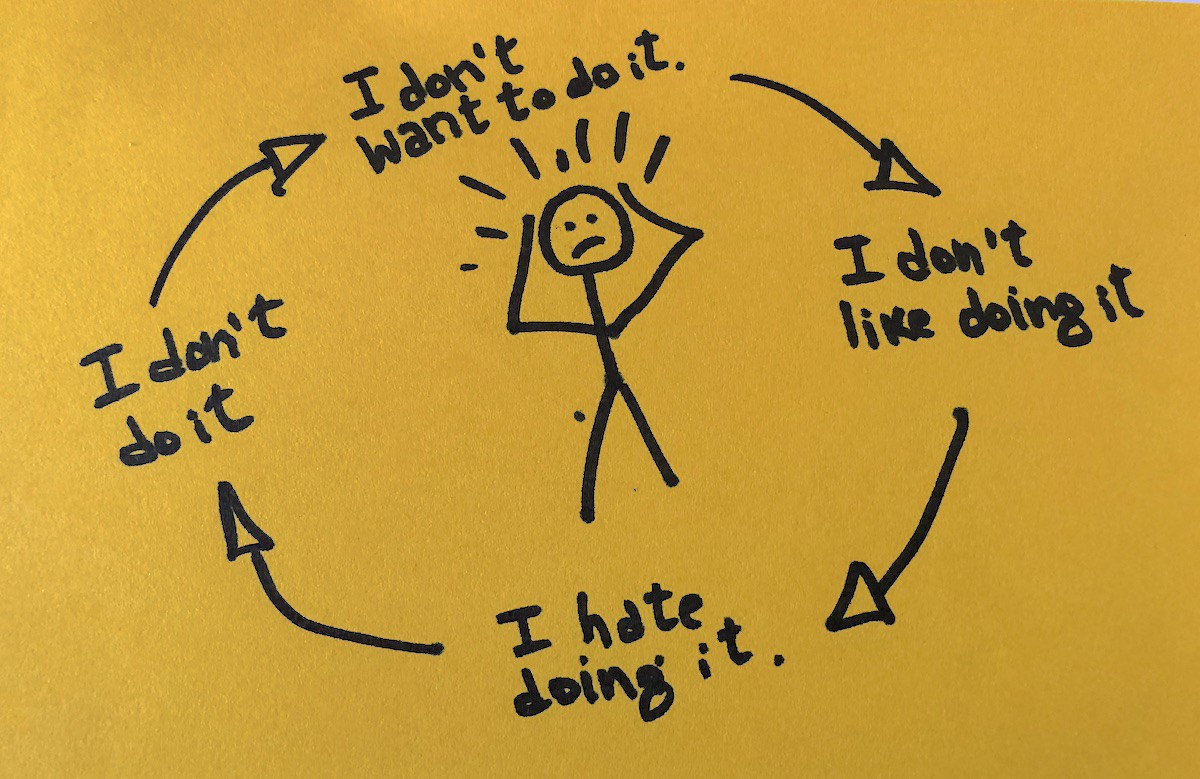 I don't
want to do it.
I don't
like doing it
I hate
doing it.
I don't
do it